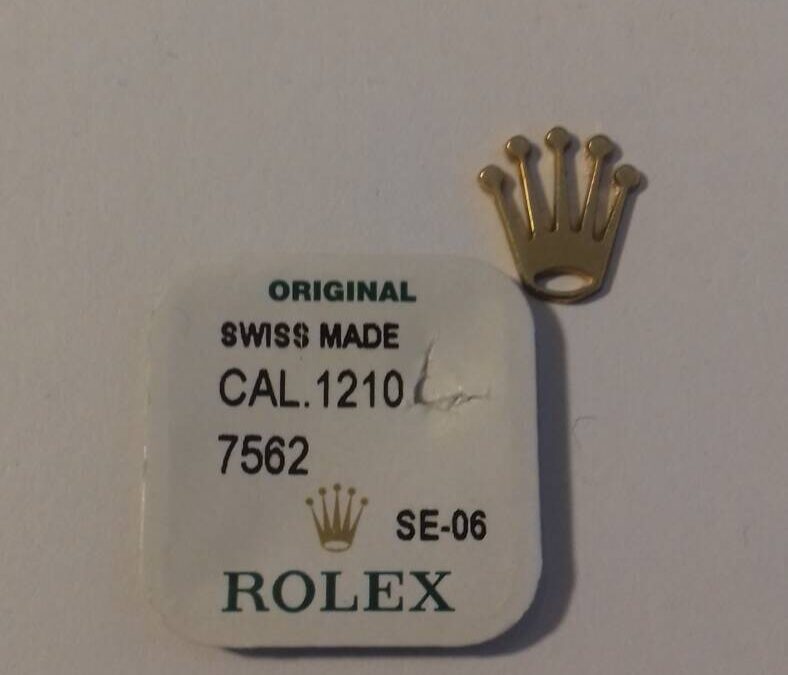 ORIGINAL
SWISS MADE
CAL.1210
7562
SE-06
ROLEX